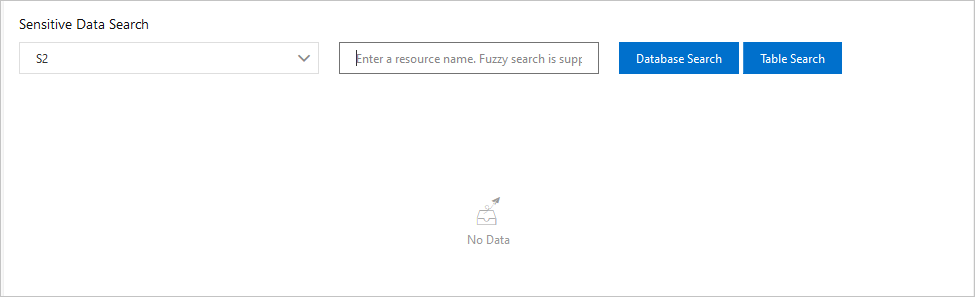 Sensitive Data Search
S2
Enter a resource name. Fuzzy search is supp
Database Search
Table Search
No Data